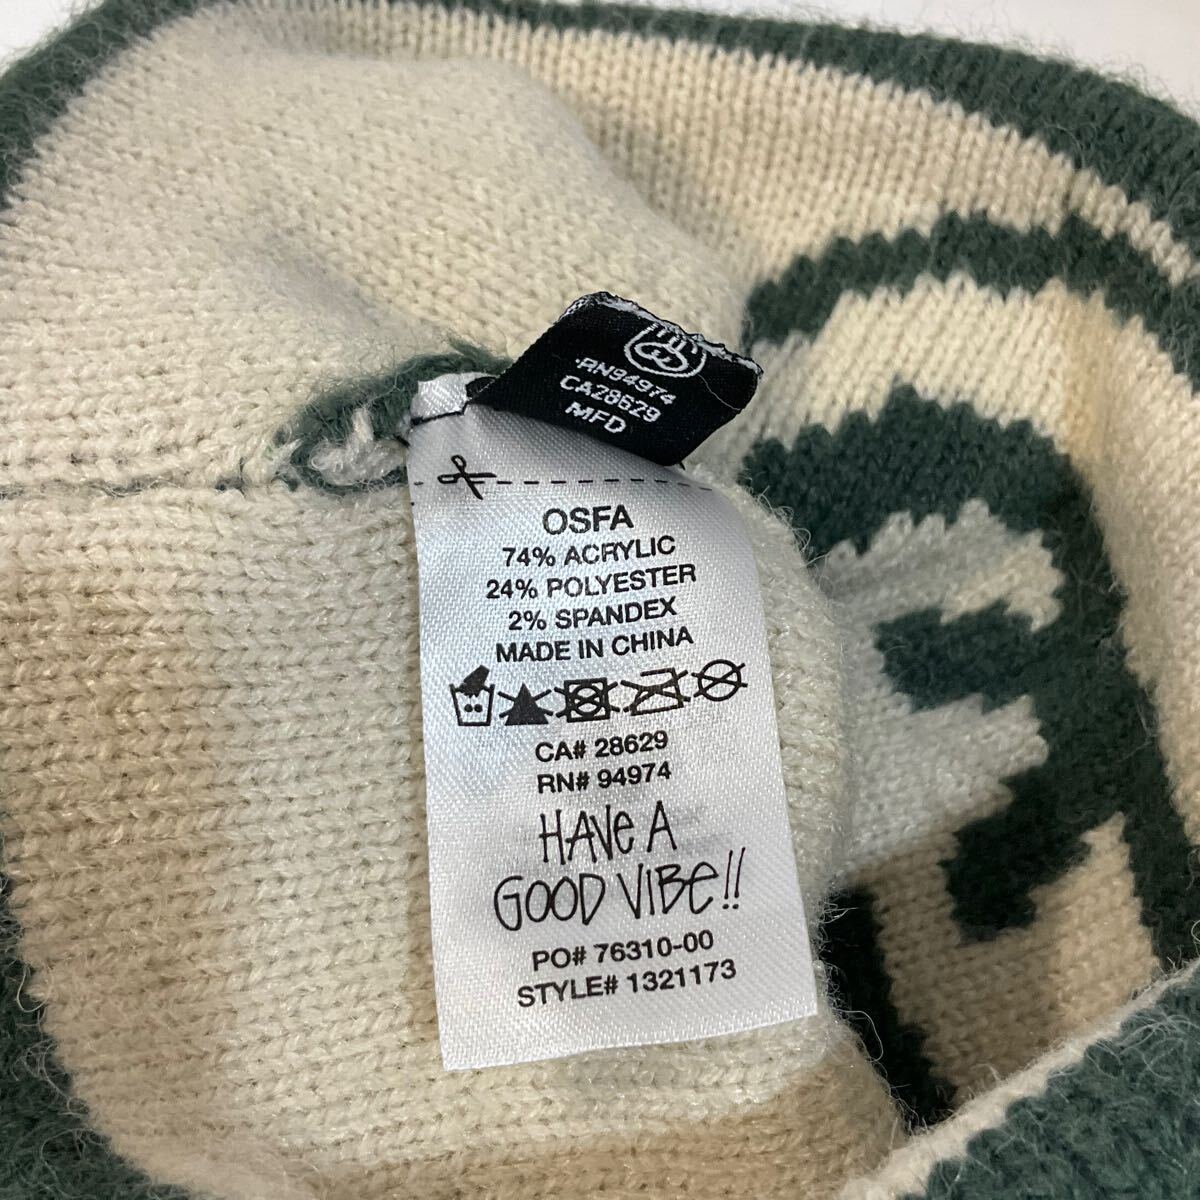 RN94974
CA28629
MFD
OSFA
74% ACRYLIC
24% POLYESTER
2% SPANDEX
MADE IN CHINA
CA# 28629
RN# 94974
HAVE A
GOOD VIBE!!
PO# 76310-00
STYLE# 1321173